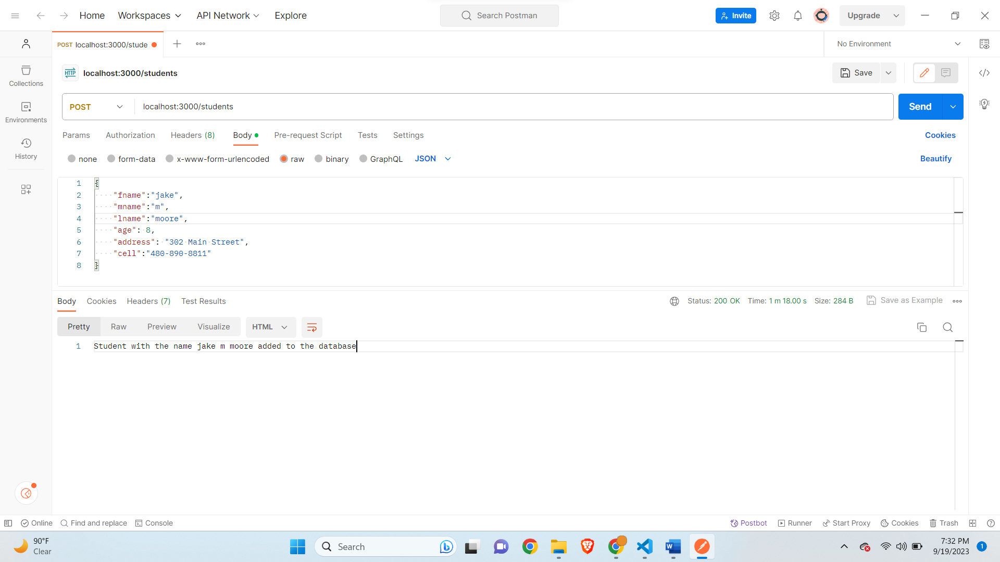 Home Workspaces API Network Explore Search Postman Invite Upgrade
POST localhost:3000/stude No Environment
HTTP localhost:3000/students Save
Collections
POST localhost:3000/students Send
Environments
Params Authorization Headers (8) Body Pre-request Script Tests Settings Cookies
History
none form-data x-www-form-urlencoded raw binary GraphQL JSON Beautify
1 {
2 "fname":"jake",
3 "mname":"m",
4 "lname":"moore",
5 "age": 8,
6 "address": "302 Main Street",
7 "cell":"480-890-8811"
8 }
Body Cookies Headers (7) Test Results Status: 200 OK Time: 1 m 18.00 s Size: 284 B Save as Example
Pretty Raw Preview Visualize HTML
1 Student with the name jake m moore added to the database
Online Find and replace Console Postbot Runner Start Proxy Cookies Trash
90°F
Clear
Search
7:32 PM
9/19/2023
1